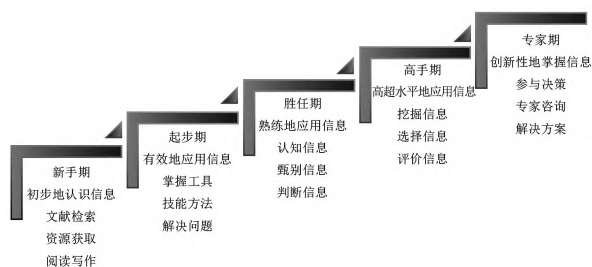 新手期
初步地认识信息
文献检索
资源获取
阅读写作
起步期
有效地应用信息
掌握工具
技能方法
解决问题
胜任期
熟练地应用信息
认知信息
甄别信息
判断信息
高手期
高超水平地应用信息
挖掘信息
选择信息
评价信息
专家期
创新性地掌握信息
参与决策
专家咨询
解决方案